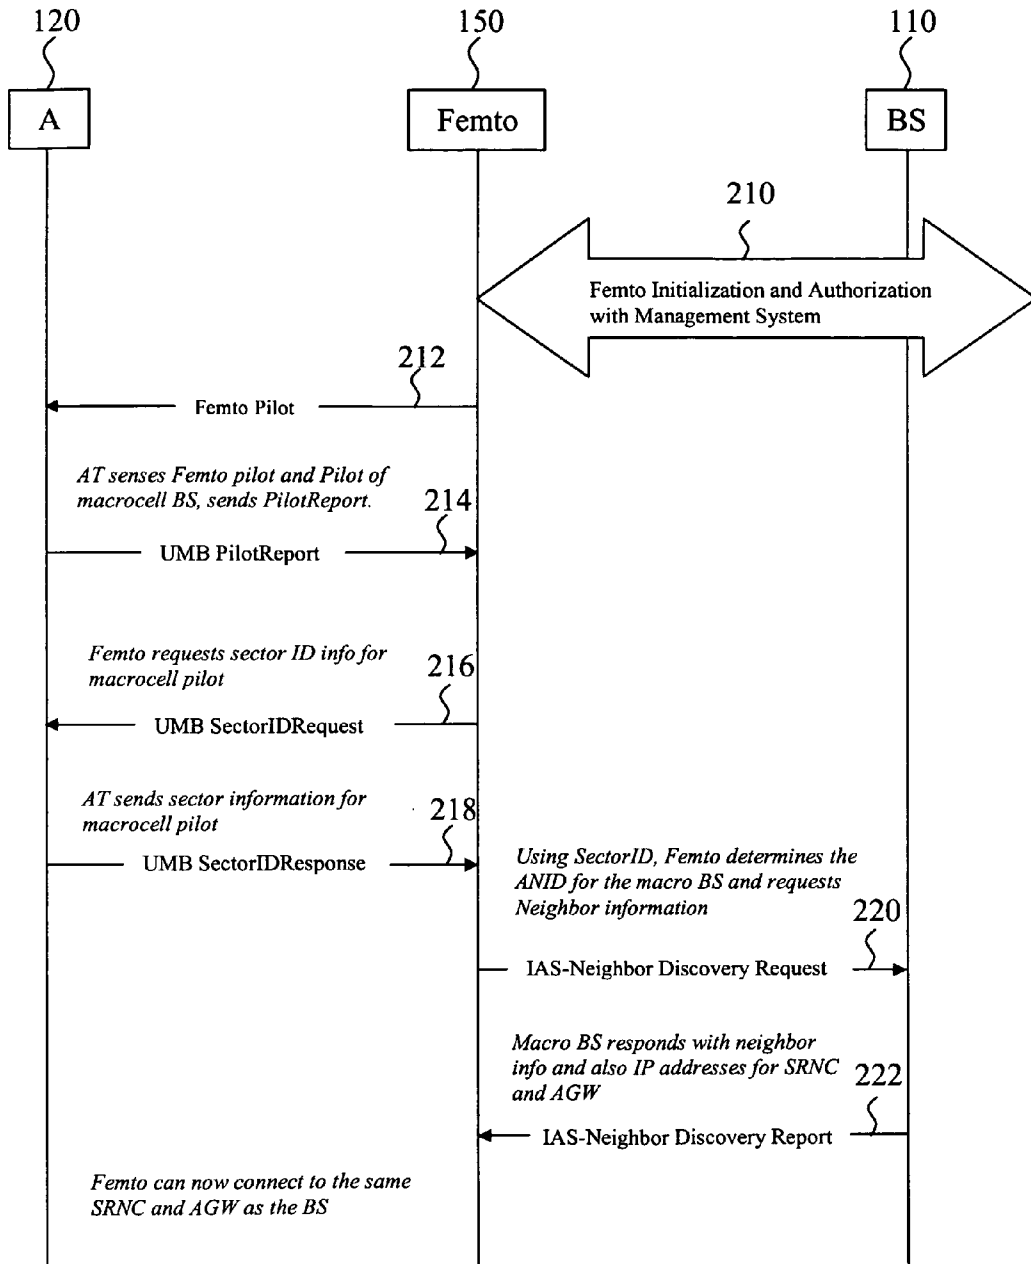 120
150
110
A
Femto
BS
210
Femto Initialization and Authorization
with Management System
212
Femto Pilot
AT senses Femto pilot and Pilot of
macrocell BS, sends PilotReport.
214
UMB PilotReport
Femto requests sector ID info for
macrocell pilot
216
UMB SectorIDRequest
AT sends sector information for
macrocell pilot
218
UMB SectorIDResponse
Using SectorID, Femto determines the
ANID for the macro BS and requests
Neighbor information
220
IAS-Neighbor Discovery Request
Macro BS responds with neighbor
info and also IP addresses for SRNC
and AGW
222
IAS-Neighbor Discovery Report
Femto can now connect to the same
SRNC and AGW as the BS